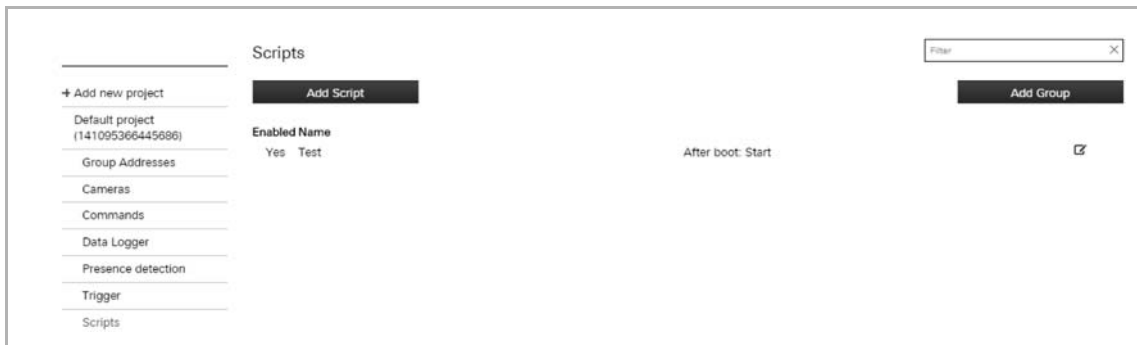 Scripts
Filter
+ Add new project
Add Script
Add Group
Default project
(141095366445686)
Enabled Name
Yes Test After boot: Start
Group Addresses
Cameras
Commands
Data Logger
Presence detection
Trigger
Scripts